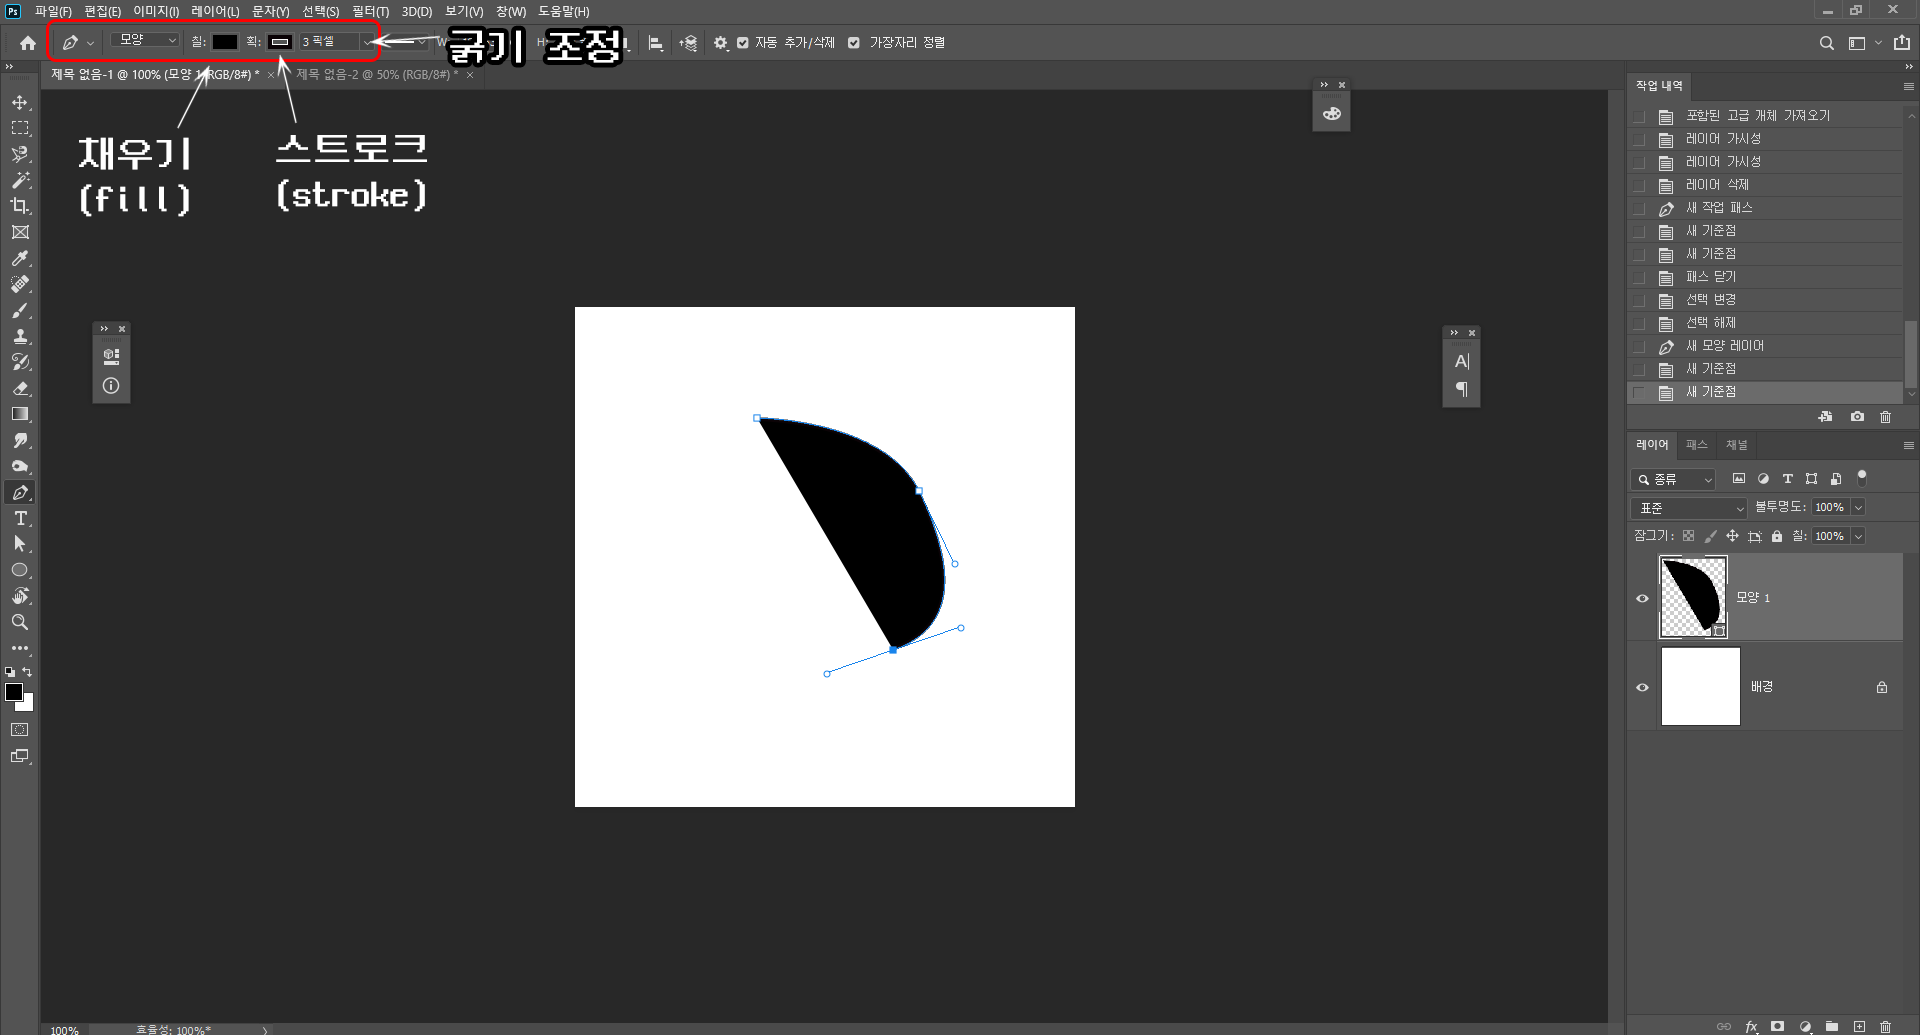 Ps 파일(F) 편집(E) 이미지(I) 레이어(L) 문자(Y) 선택(S) 필터(T) 3D(D) 보기(V) 창(W) 도움말(H)
모양 칠: 획: 3 픽셀 굵기 조정 자동 추가/삭제 가장자리 정렬
제목 없음-1 @ 100% (모양 1, RGB/8#) * × 제목 없음-2 @ 50% (RGB/8#) * ×
채우기
(fill)
스트로크
(stroke)
작업 내역
포함된 고급 개체 가져오기
레이어 가시성
레이어 가시성
레이어 삭제
새 작업 패스
새 기준점
새 기준점
패스 닫기
선택 변경
선택 해제
새 모양 레이어
새 기준점
새 기준점
레이어 패스 채널
종류
표준 불투명도: 100%
잠그기: 칠: 100%
모양 1
배경
100% 효율성: 100%*